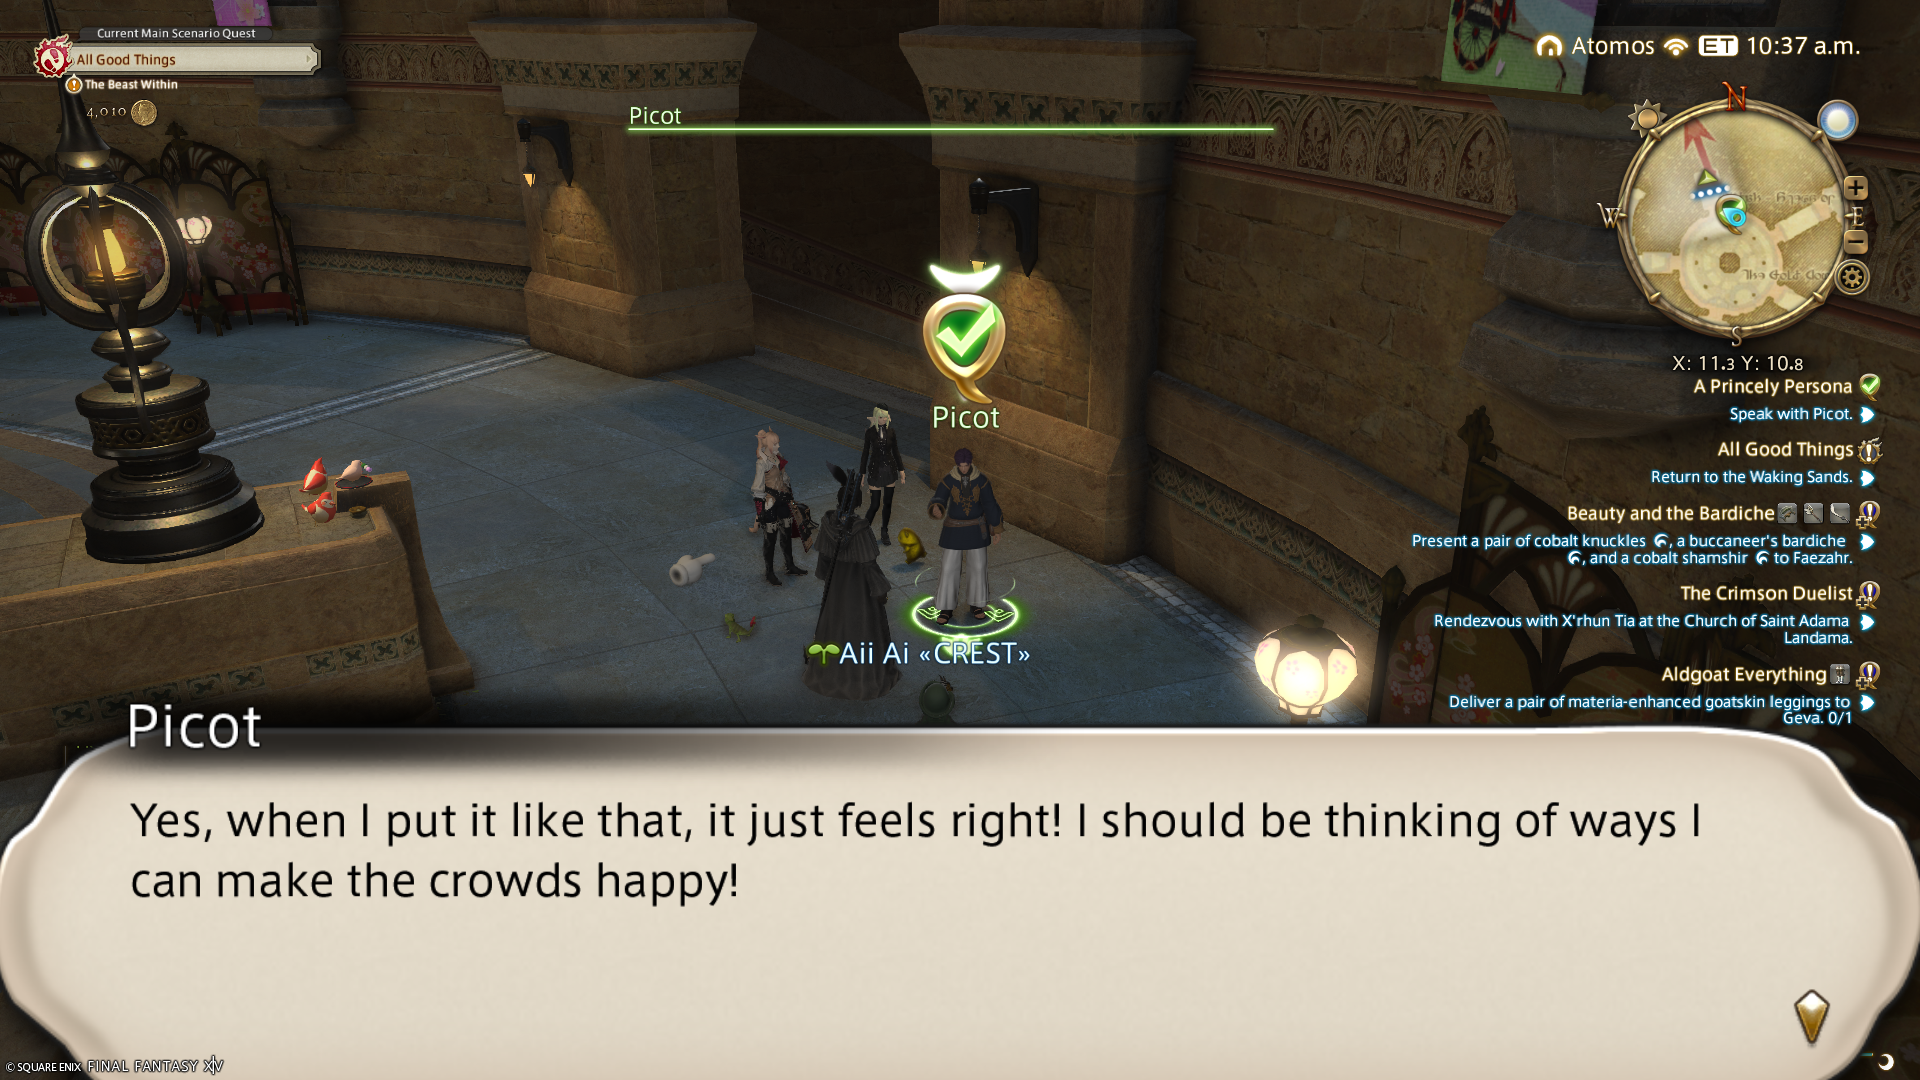 Current Main Scenario Quest
All Good Things
The Beast Within
4,010
Picot
Atomos ET 10:37 a.m.
N
W
E
S
X: 11.3 Y: 10.8
A Princely Persona
Speak with Picot.
All Good Things
Return to the Waking Sands.
Beauty and the Bardiche
Present a pair of cobalt knuckles, a buccaneer's bardiche
, and a cobalt shamshir to Faezahr.
The Crimson Duelist
Rendezvous with X'rhun Tia at the Church of Saint Adama
Landama.
Aldgoat Everything
Deliver a pair of materia-enhanced goatskin leggings to
Geva. 0/1
Picot
Aii Ai «CREST»
Picot
Yes, when I put it like that, it just feels right! I should be thinking of ways I
can make the crowds happy!
© SQUARE ENIX FINAL FANTASY XIV